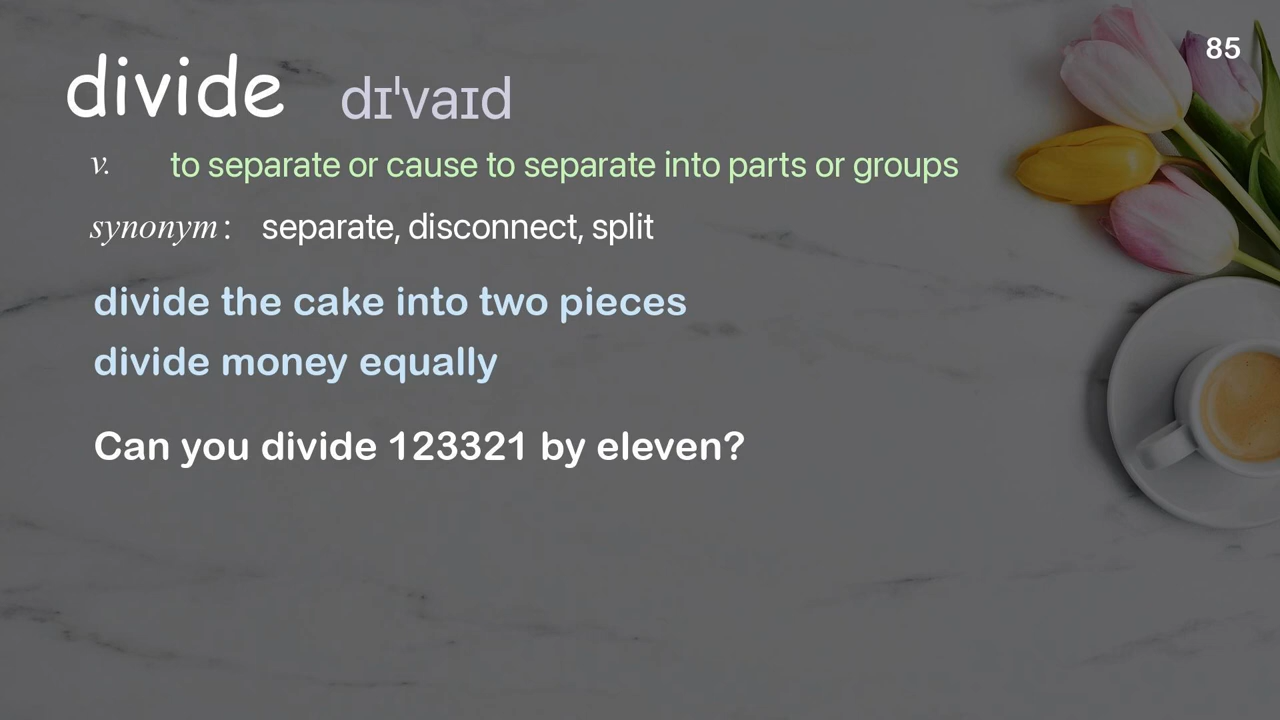 85
divide dɪˈvaɪd
v. to separate or cause to separate into parts or groups
synonym: separate, disconnect, split
divide the cake into two pieces
divide money equally
Can you divide 123321 by eleven?